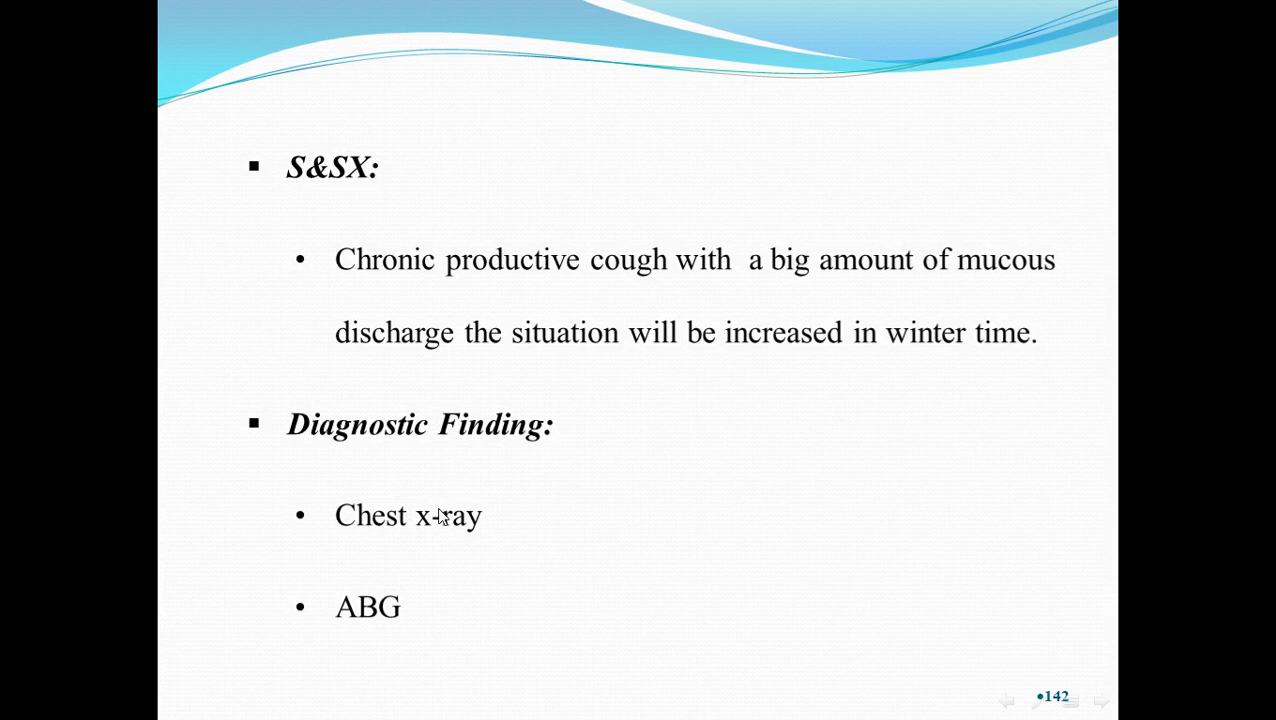 ▪ S&SX:
• Chronic productive cough with a big amount of mucous
discharge the situation will be increased in winter time.
▪ Diagnostic Finding:
• Chest x-ray
• ABG
•142